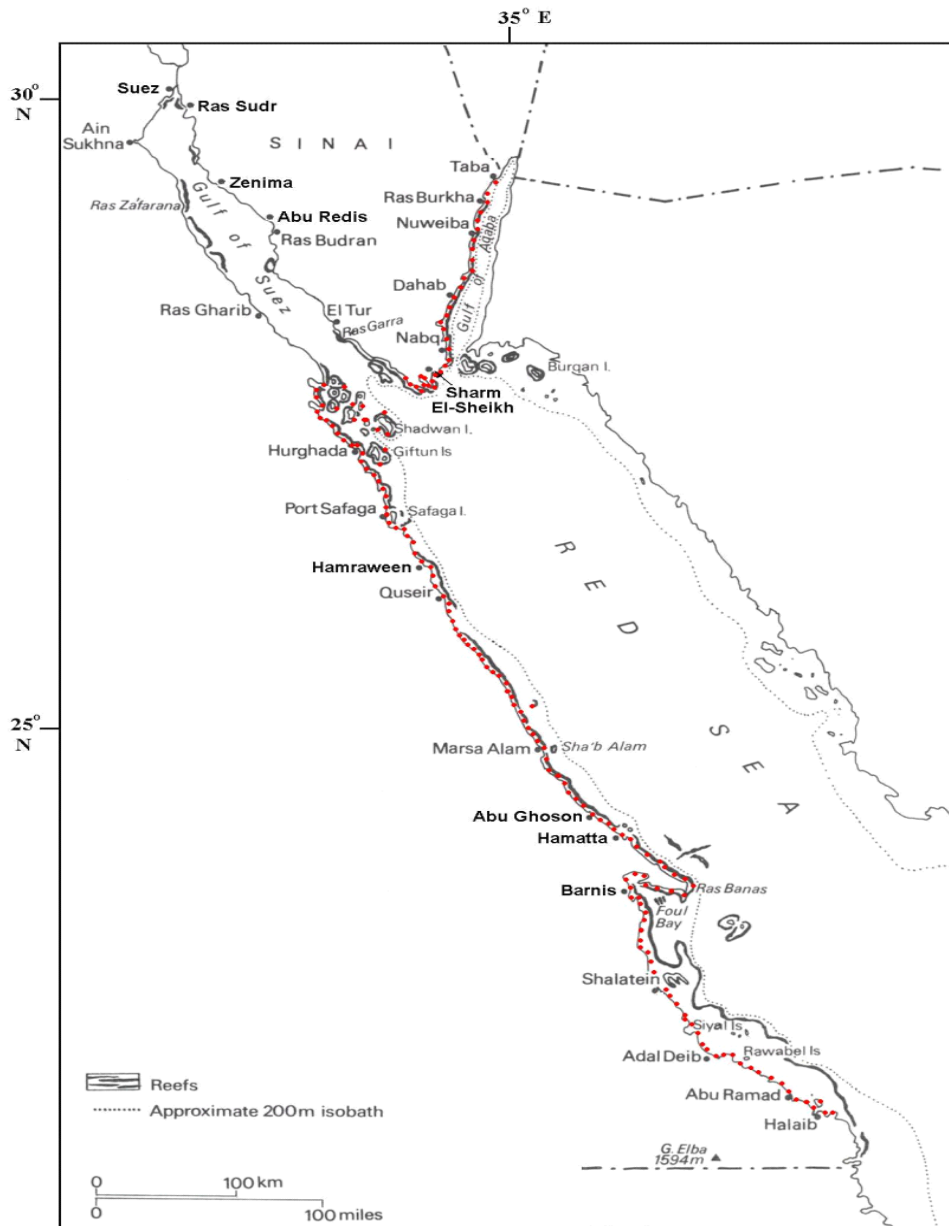 35° E
30°
N
Suez
Ras Sudr
Ain
Sukhna
SINAI
Taba
Zenima
Ras Burkha
Ras Zafarana
Gulf of
Suez
Abu Redis
Ras Budran
Nuweiba
Gulf of Aqaba
Dahab
Ras Gharib
El Tur
Ras Garra
Nabq
Burqan I.
Sharm
El-Sheikh
Shadwan I.
Hurghada
Giftun Is
Port Safaga
Safaga I.
Hamraween
Quseir
RED
SEA
25°
N
Marsa Alam
Sha'b Alam
Abu Ghoson
Hamatta
Barnis
Ras Banas
Foul
Bay
Shalatein
Siyal Is
Adal Deib
Rawabel Is
Abu Ramad
Halaib
G. Elba
1594m
Reefs
Approximate 200m isobath
0
100 km
0
100 miles